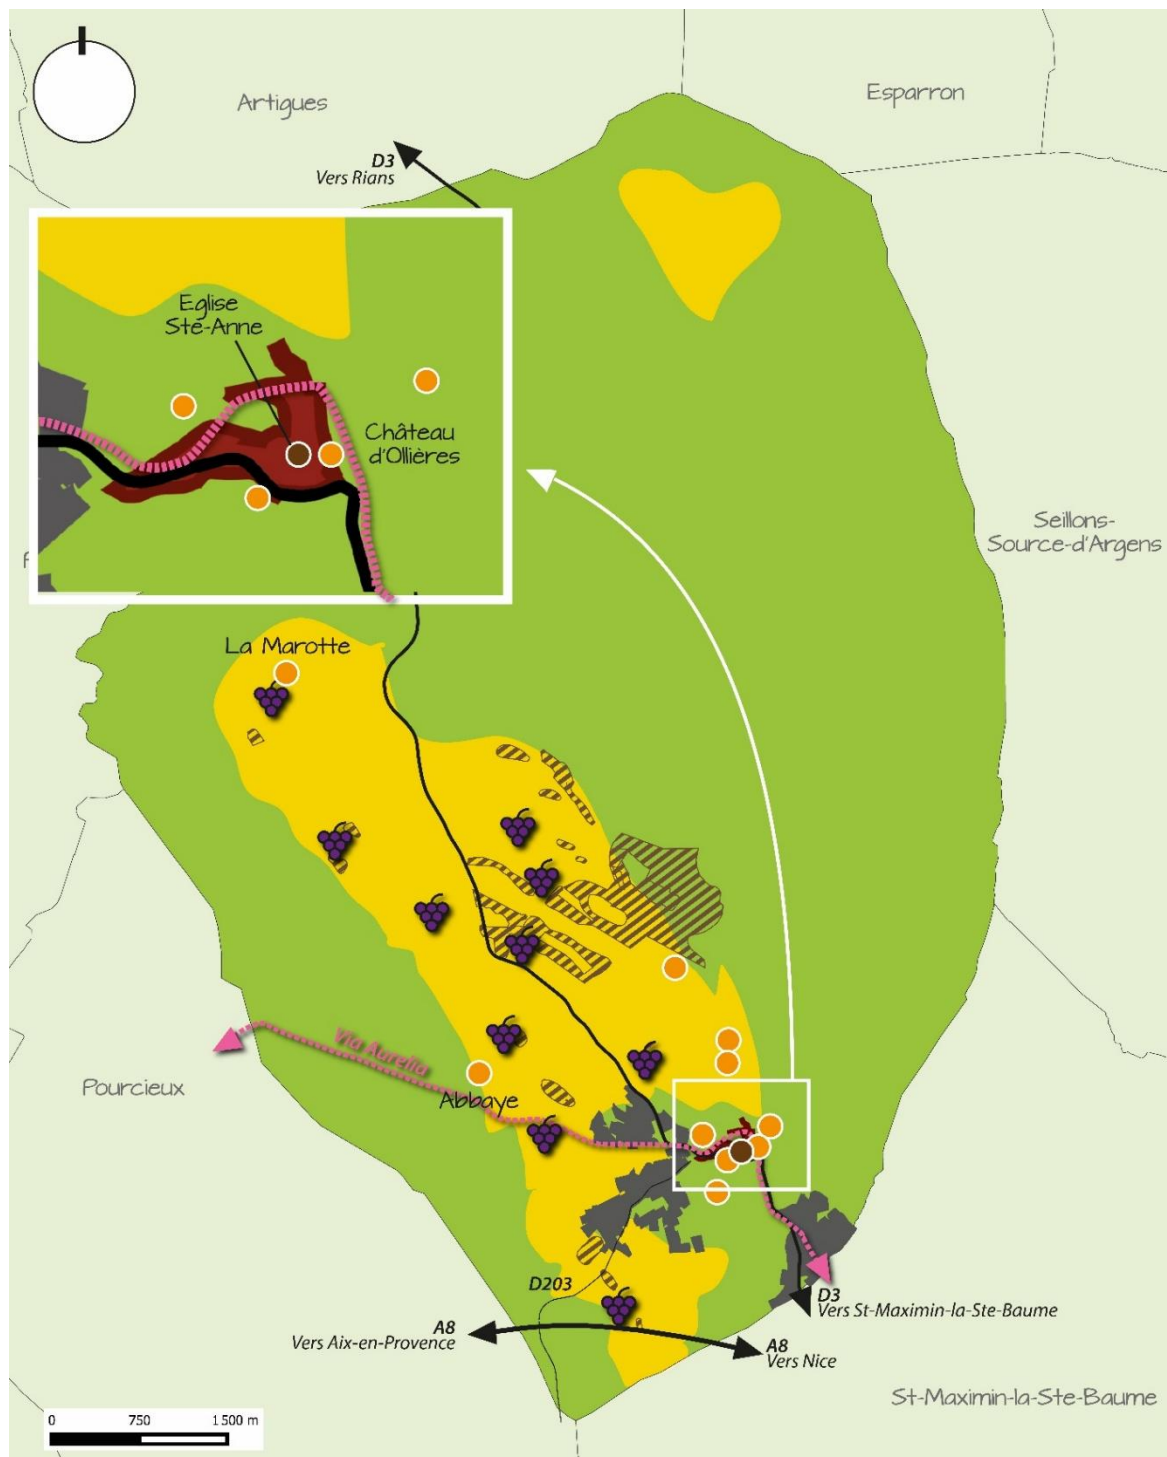 Artigues
Esparron
D3
Vers Rians
Eglise
Ste-Anne
Château
d'Ollières
Seillons-
Source-d'Argens
La Marotte
Via Aurelia
Pourcieux
Abbaye
D203
D3
Vers St-Maximin-la-Ste-Baume
A8
Vers Aix-en-Provence
A8
Vers Nice
St-Maximin-la-Ste-Baume
0 750 1 500 m